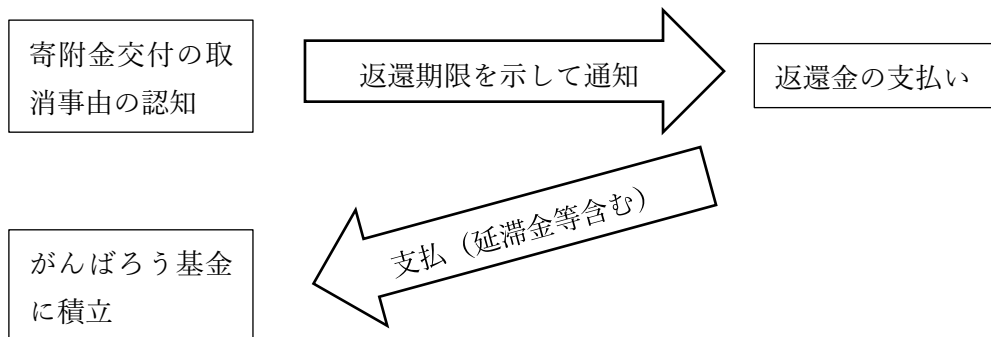 寄附金交付の取
消事由の認知
返還期限を示して通知
返還金の支払い
支払（延滞金等含む）
がんばろう基金
に積立